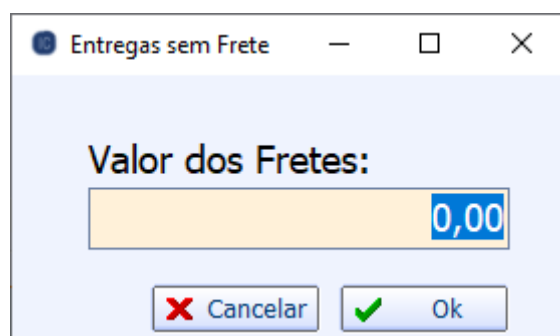 Entregas sem Frete
Valor dos Fretes:
0,00
Cancelar
Ok